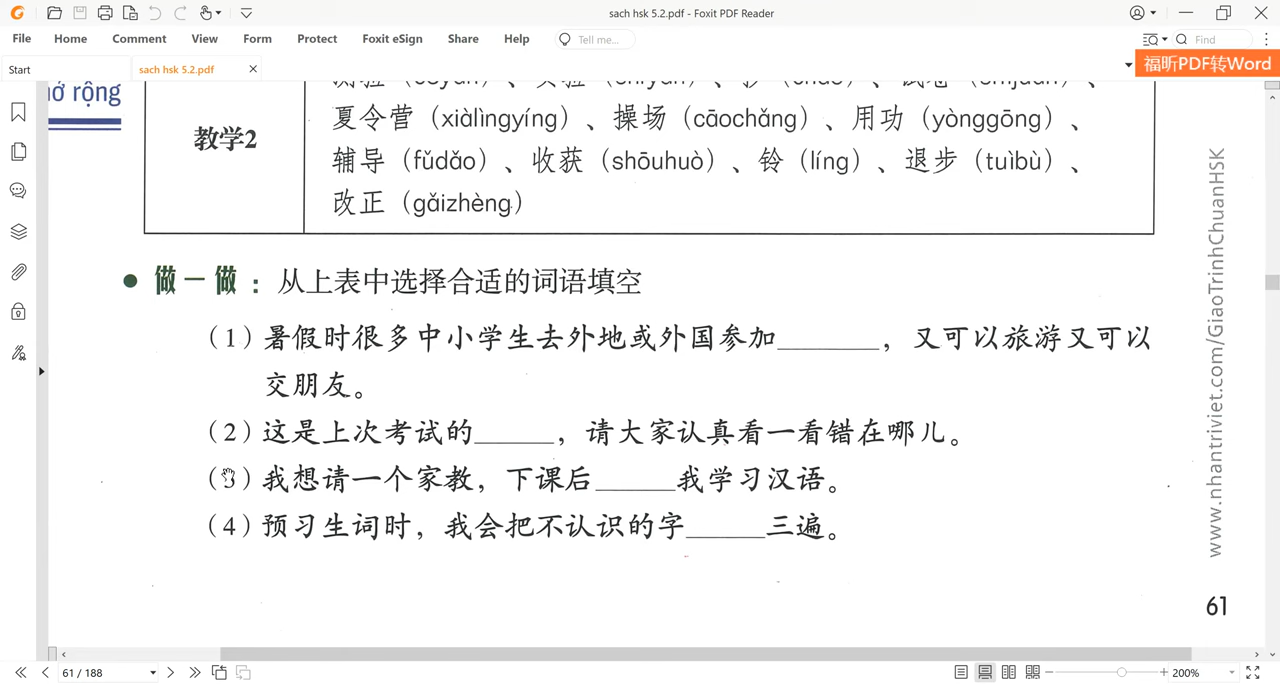 sach hsk 5.2.pdf - Foxit PDF Reader
File Home Comment View Form Protect Foxit eSign Share Help Tell me... Find
Start sach hsk 5.2.pdf
福昕PDF转Word
ở rộng
教学2
夏令营（xiàlìngyíng）、操场（cāochǎng）、用功（yònggōng）、
辅导（fǔdǎo）、收获（shōuhuò）、铃（líng）、退步（tuìbù）、
改正（gǎizhèng）
● 做一做：从上表中选择合适的词语填空
（1）暑假时很多中小学生去外地或外国参加________，又可以旅游又可以
交朋友。
（2）这是上次考试的______，请大家认真看一看错在哪儿。
（3）我想请一个家教，下课后______我学习汉语。
（4）预习生词时，我会把不认识的字______三遍。
www.nhantriviet.com/GiaoTrinhChuanHSK
61
61 / 188
200%